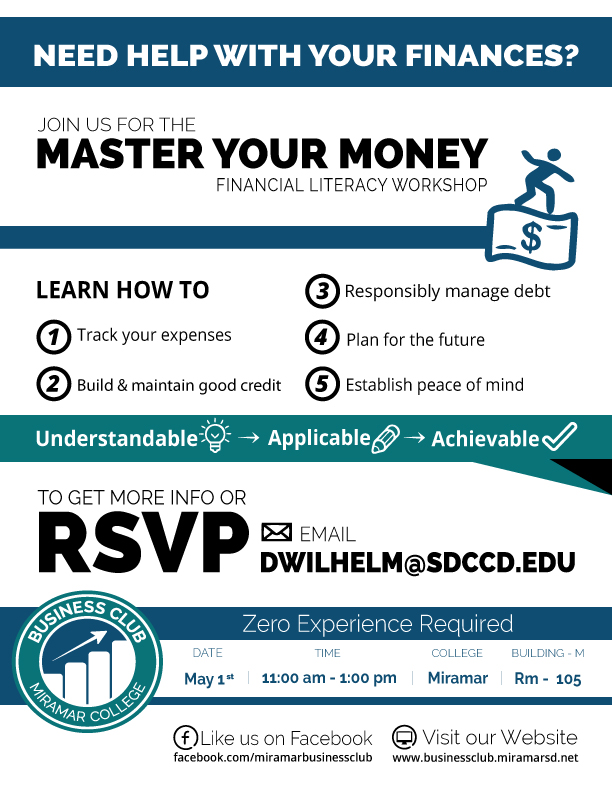 NEED HELP WITH YOUR FINANCES?
JOIN US FOR THE
MASTER YOUR MONEY
FINANCIAL LITERACY WORKSHOP
$
LEARN HOW TO
1 Track your expenses
2 Build & maintain good credit
3 Responsibly manage debt
4 Plan for the future
5 Establish peace of mind
Understandable → Applicable → Achievable
TO GET MORE INFO OR
RSVP
EMAIL
DWILHELM@SDCCD.EDU
BUSINESS CLUB
MIRAMAR COLLEGE
Zero Experience Required
DATE TIME COLLEGE BUILDING - M
May 1st | 11:00 am - 1:00 pm | Miramar | Rm - 105
f Like us on Facebook
facebook.com/miramarbusinessclub
Visit our Website
www.businessclub.miramarsd.net